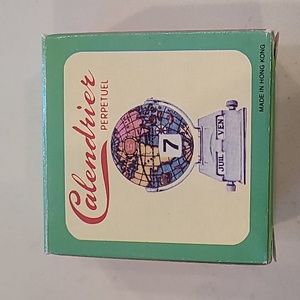 Calendrier
PERPETUEL
7
JUIL
VEN
MADE IN HONG KONG